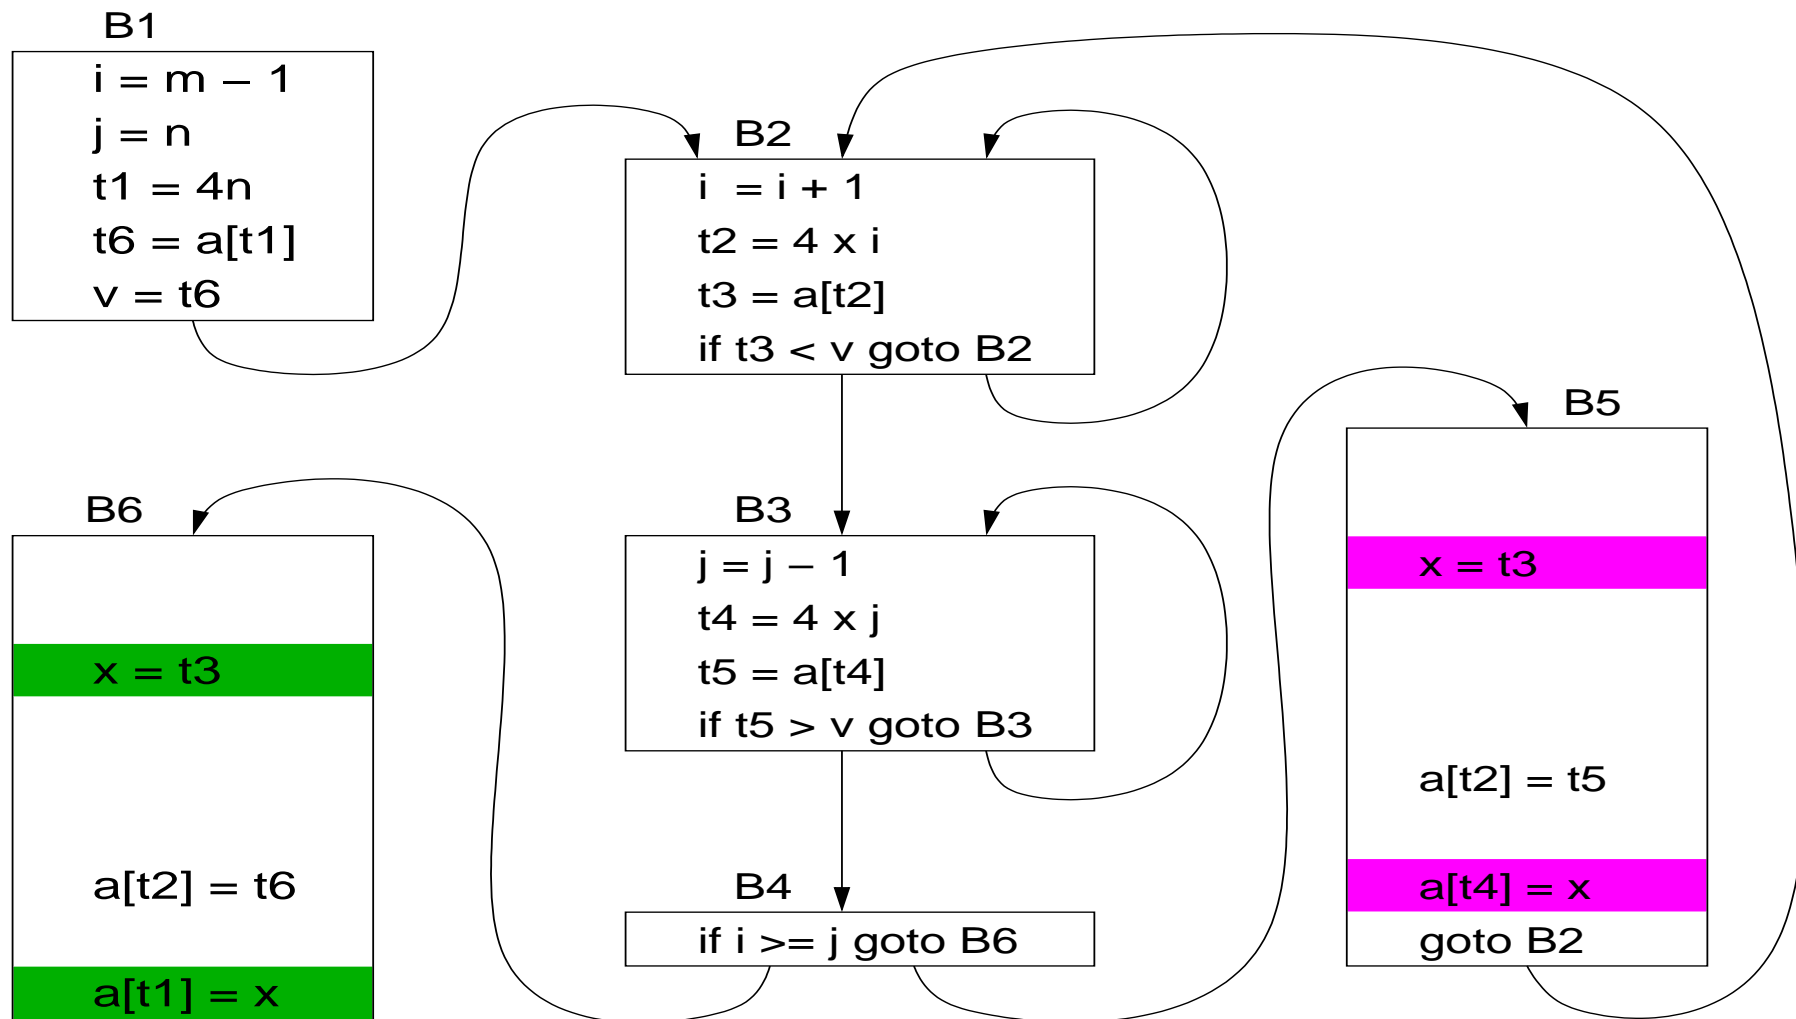 B1
i = m – 1
j = n
t1 = 4n
t6 = a[t1]
v = t6
B2
i = i + 1
t2 = 4 x i
t3 = a[t2]
if t3 < v goto B2
B3
j = j – 1
t4 = 4 x j
t5 = a[t4]
if t5 > v goto B3
B4
if i >= j goto B6
B5
x = t3
a[t2] = t5
a[t4] = x
goto B2
B6
x = t3
a[t2] = t6
a[t1] = x